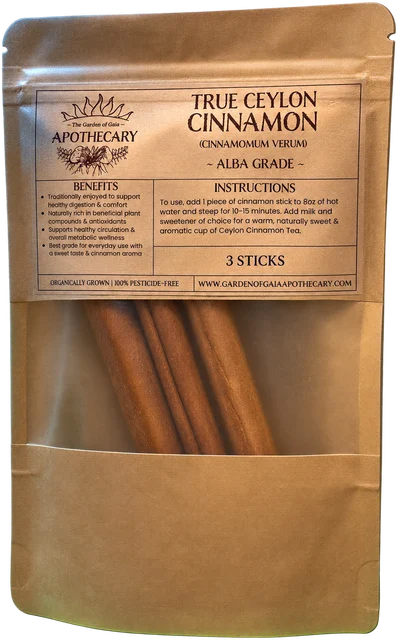 The Garden of Gaia
APOTHECARY
TRUE CEYLON
CINNAMON
(CINNAMOMUM VERUM)
~ ALBA GRADE ~
BENEFITS
• Traditionally enjoyed to support
healthy digestion & comfort
• Naturally rich in beneficial plant
compounds & antioxidants
• Supports healthy circulation &
overall metabolic wellness
• Best grade for everyday use with
a sweet taste & cinnamon aroma
INSTRUCTIONS
To use, add 1 piece of cinnamon stick to 8oz of hot
water and steep for 10-15 minutes. Add milk and
sweetener of choice for a warm, naturally sweet &
aromatic cup of Ceylon Cinnamon Tea.
3 STICKS
ORGANICALLY GROWN | 100% PESTICIDE-FREE
WWW.GARDENOFGAIAAPOTHECARY.COM